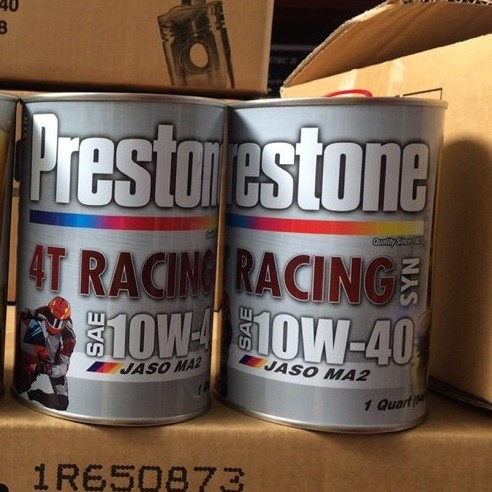 40
B
Preston
4T RACING
SAE 10W-4
JASO MA2
restone
Quality Since
RACING
SYN
SAE 10W-40
JASO MA2
1 Quart
1R650873